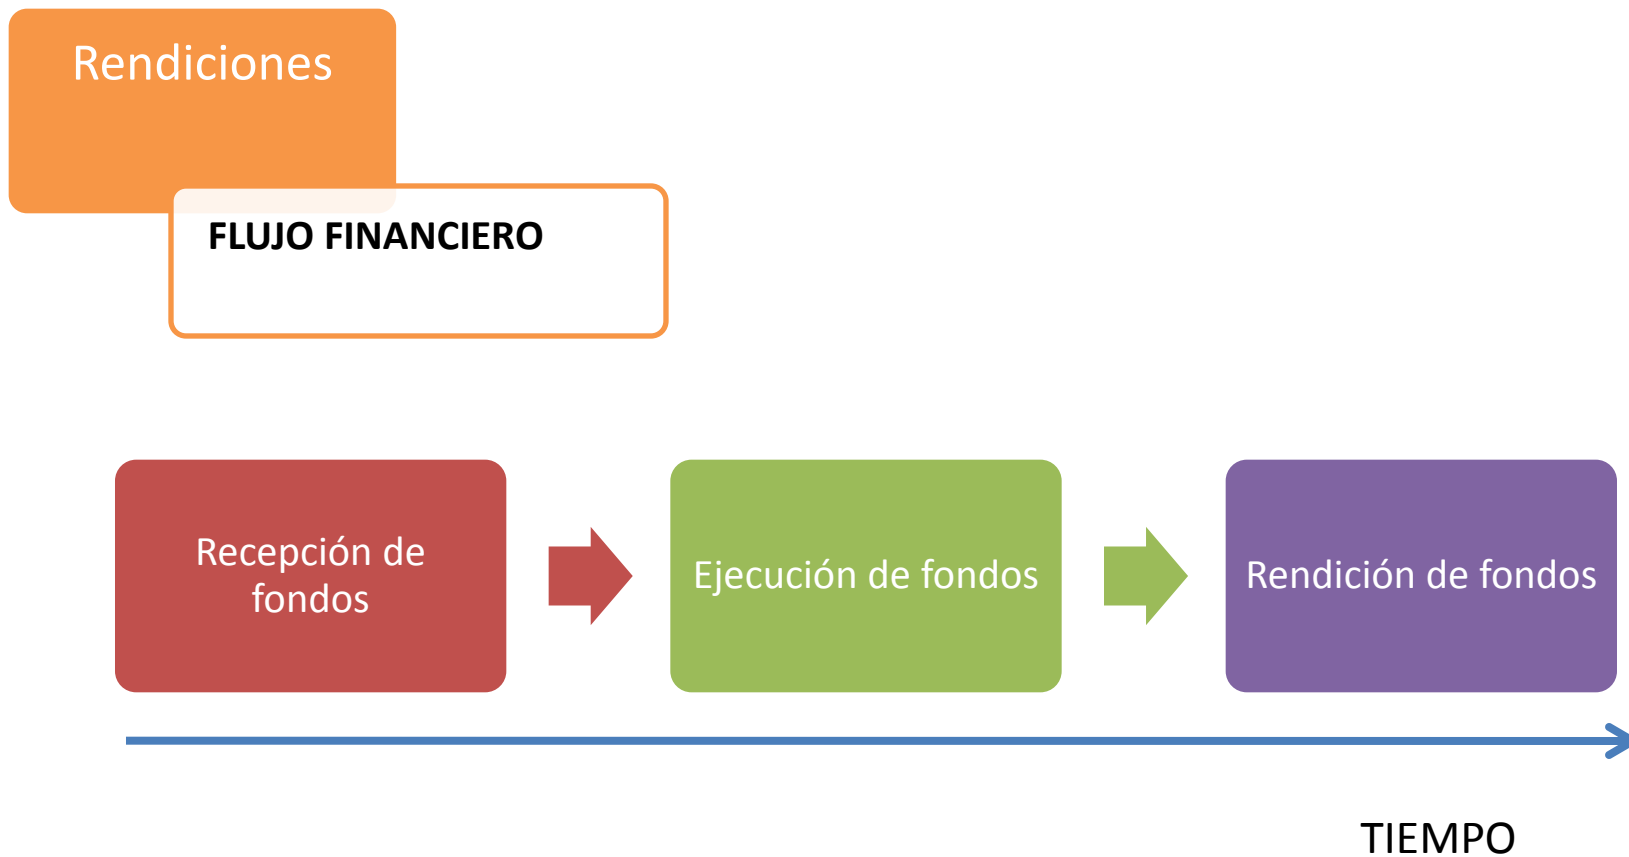 Rendiciones
FLUJO FINANCIERO
Recepción de
fondos
Ejecución de fondos
Rendición de fondos
TIEMPO